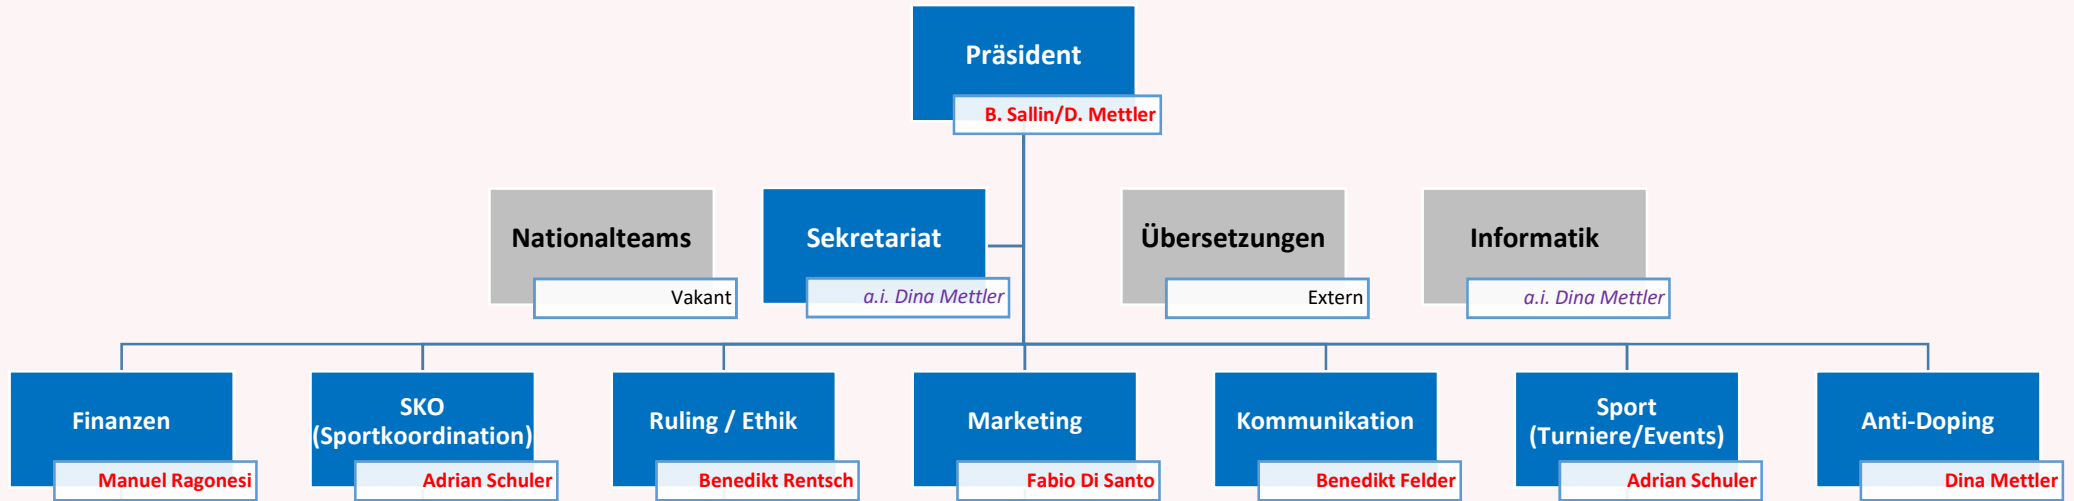 Präsident
B. Sallin/D. Mettler
Nationalteams
Vakant
Sekretariat
a.i. Dina Mettler
Übersetzungen
Extern
Informatik
a.i. Dina Mettler
Finanzen
Manuel Ragonesi
SKO
(Sportkoordination)
Adrian Schuler
Ruling / Ethik
Benedikt Rentsch
Marketing
Fabio Di Santo
Kommunikation
Benedikt Felder
Sport
(Turniere/Events)
Adrian Schuler
Anti-Doping
Dina Mettler